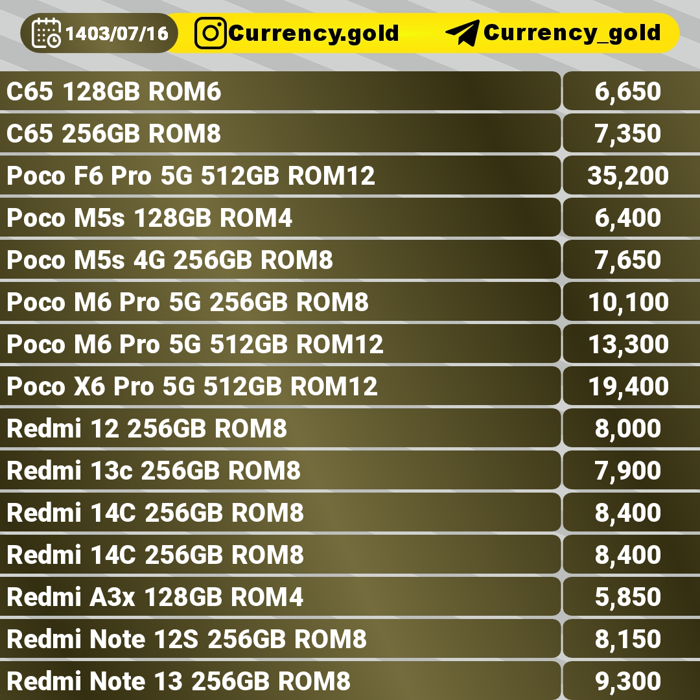 1403/07/16 Currency.gold Currency_gold
C65 128GB ROM6 6,650
C65 256GB ROM8 7,350
Poco F6 Pro 5G 512GB ROM12 35,200
Poco M5s 128GB ROM4 6,400
Poco M5s 4G 256GB ROM8 7,650
Poco M6 Pro 5G 256GB ROM8 10,100
Poco M6 Pro 5G 512GB ROM12 13,300
Poco X6 Pro 5G 512GB ROM12 19,400
Redmi 12 256GB ROM8 8,000
Redmi 13c 256GB ROM8 7,900
Redmi 14C 256GB ROM8 8,400
Redmi 14C 256GB ROM8 8,400
Redmi A3x 128GB ROM4 5,850
Redmi Note 12S 256GB ROM8 8,150
Redmi Note 13 256GB ROM8 9,300